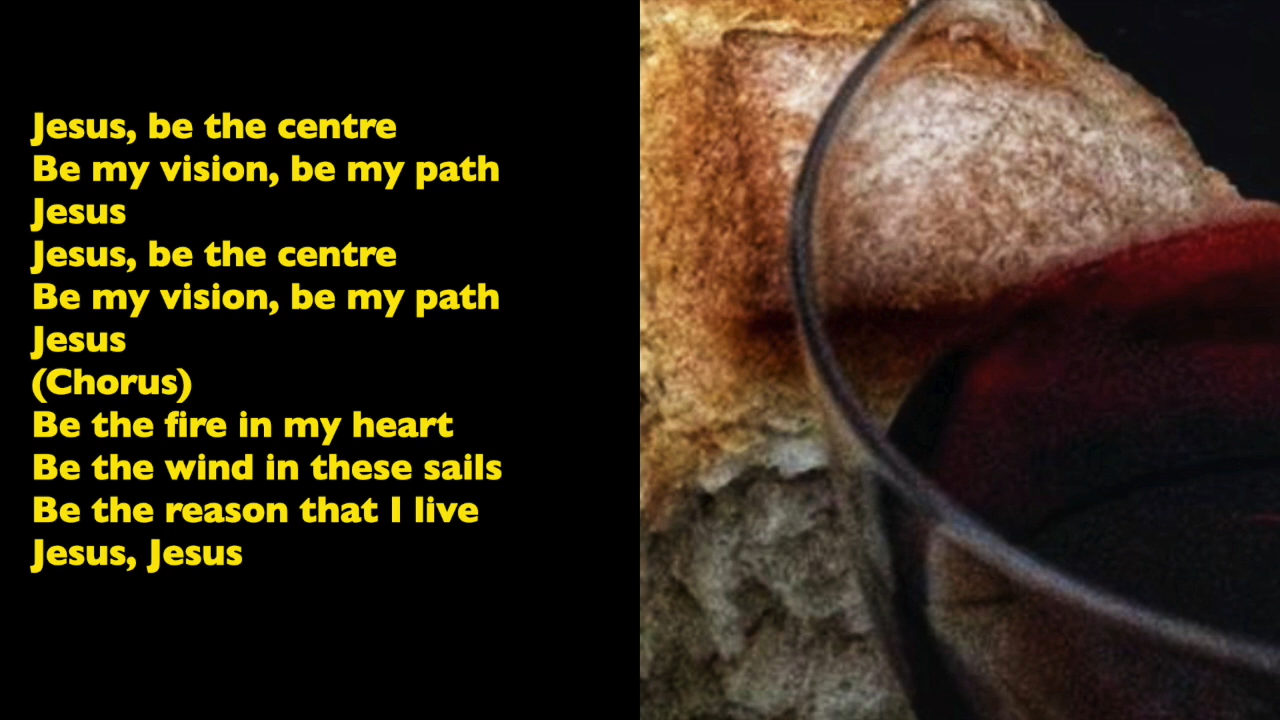 Jesus, be the centre
Be my vision, be my path
Jesus
Jesus, be the centre
Be my vision, be my path
Jesus
(Chorus)
Be the fire in my heart
Be the wind in these sails
Be the reason that I live
Jesus, Jesus